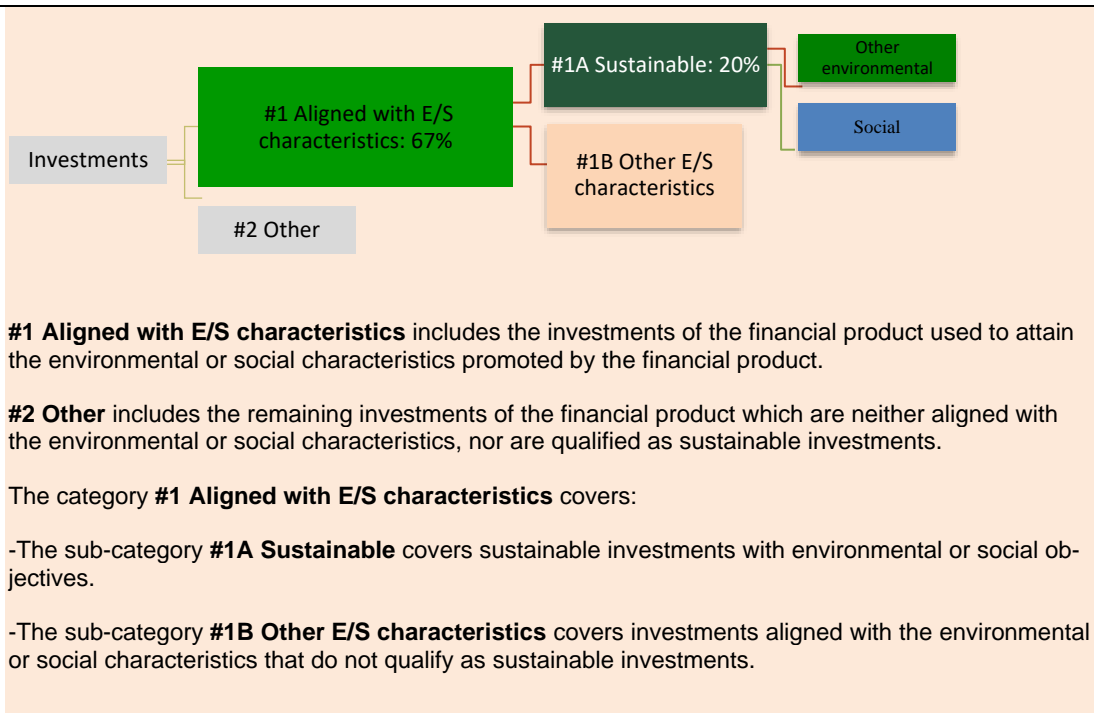 Investments
#1 Aligned with E/S
characteristics: 67%
#2 Other
#1A Sustainable: 20%
#1B Other E/S
characteristics
Other
environmental
Social
#1 Aligned with E/S characteristics includes the investments of the financial product used to attain
the environmental or social characteristics promoted by the financial product.
#2 Other includes the remaining investments of the financial product which are neither aligned with
the environmental or social characteristics, nor are qualified as sustainable investments.
The category #1 Aligned with E/S characteristics covers:
-The sub-category #1A Sustainable covers sustainable investments with environmental or social ob-
jectives.
-The sub-category #1B Other E/S characteristics covers investments aligned with the environmental
or social characteristics that do not qualify as sustainable investments.